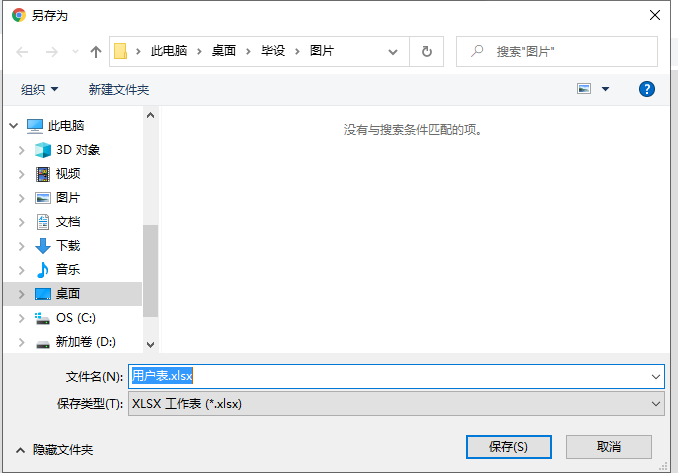 另存为
此电脑 > 桌面 > 毕设 > 图片
搜索"图片"
组织 新建文件夹
没有与搜索条件匹配的项。
此电脑
3D 对象
视频
图片
文档
下载
音乐
桌面
OS (C:)
新加卷 (D:)
文件名(N): 用户表.xlsx
保存类型(T): XLSX 工作表 (*.xlsx)
隐藏文件夹
保存(S) 取消